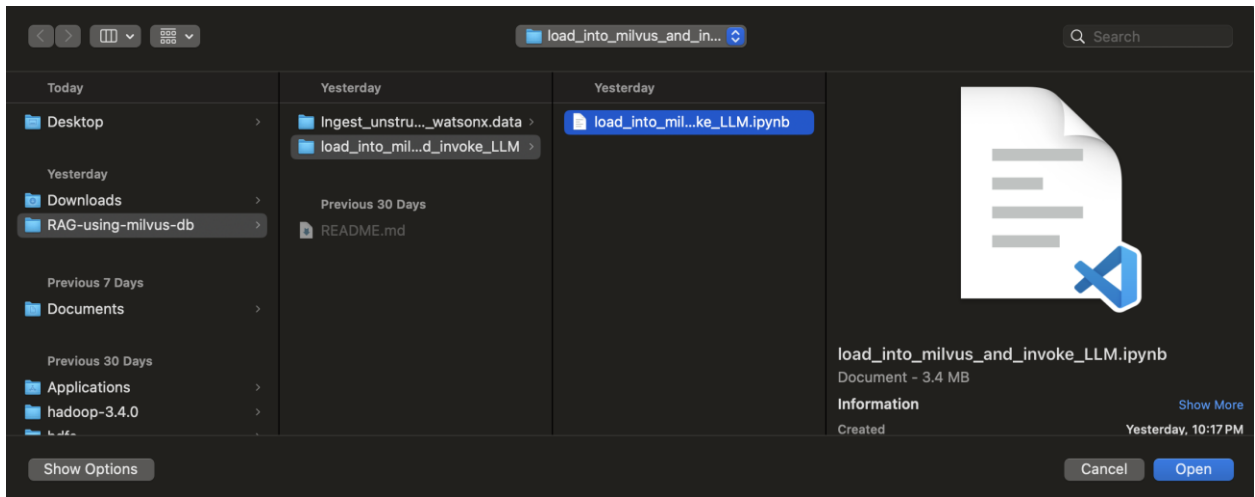 load_into_milvus_and_in...
Search
Today
Desktop
Yesterday
Downloads
RAG-using-milvus-db
Previous 7 Days
Documents
Previous 30 Days
Applications
hadoop-3.4.0
Yesterday
Ingest_unstru..._watsonx.data
load_into_mil...d_invoke_LLM
Previous 30 Days
README.md
Yesterday
load_into_mil...ke_LLM.ipynb
load_into_milvus_and_invoke_LLM.ipynb
Document - 3.4 MB
Information Show More
Created Yesterday, 10:17 PM
Show Options
Cancel
Open